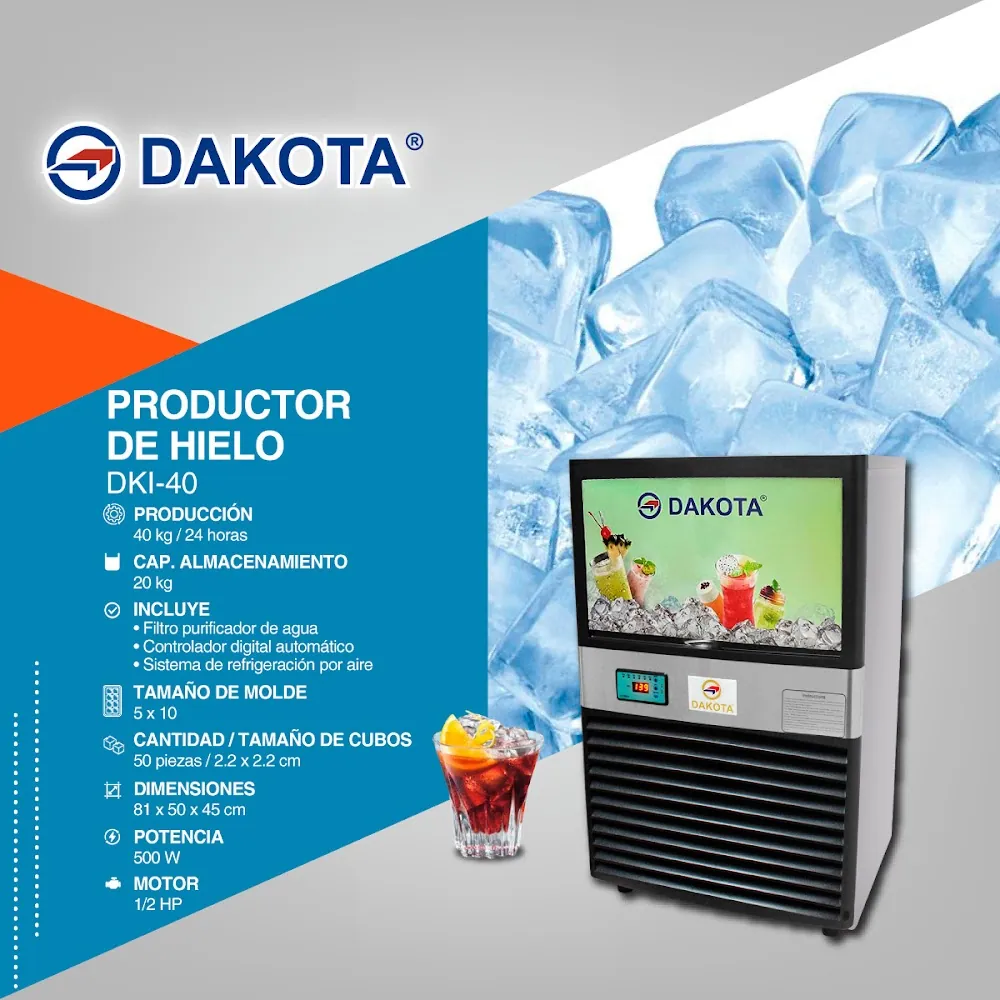 DAKOTA®
PRODUCTOR
DE HIELO
DKI-40
PRODUCCIÓN
40 kg / 24 horas
CAP. ALMACENAMIENTO
20 kg
INCLUYE
• Filtro purificador de agua
• Controlador digital automático
• Sistema de refrigeración por aire
TAMAÑO DE MOLDE
5 x 10
CANTIDAD / TAMAÑO DE CUBOS
50 piezas / 2.2 x 2.2 cm
DIMENSIONES
81 x 50 x 45 cm
POTENCIA
500 W
MOTOR
1/2 HP
DAKOTA®
139
DAKOTA